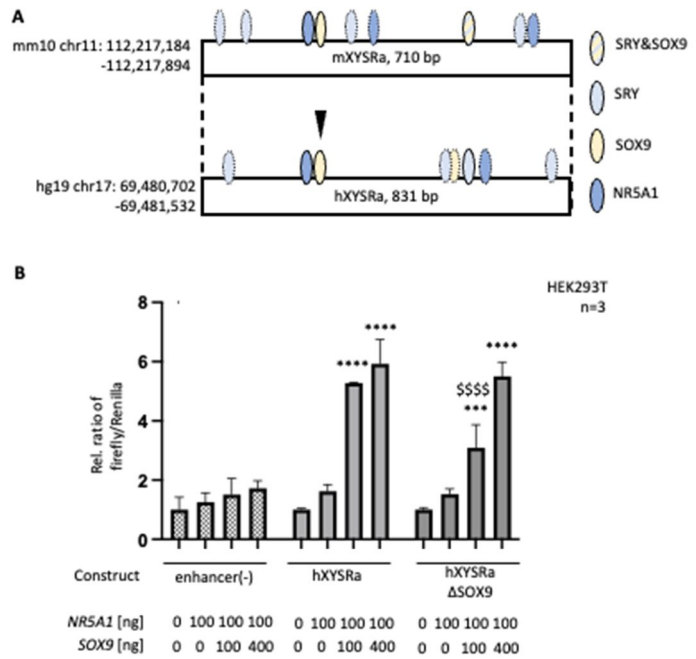 A
mm10 chr11: 112,217,184
-112,217,894
mXYSRa, 710 bp
SRY&SOX9
SRY
SOX9
NR5A1
hg19 chr17: 69,480,702
-69,481,532
hXYSRa, 831 bp
B
HEK293T
n=3
Rel. ratio of
firefly/Renilla
8
6
4
2
0
**** ****
$$$$
***
****
Construct
enhancer(-)
hXYSRa
hXYSRa
ΔSOX9
NR5A1 [ng] 0 100 100 100 0 100 100 100 0 100 100 100
SOX9 [ng] 0 0 100 400 0 0 100 400 0 0 100 400